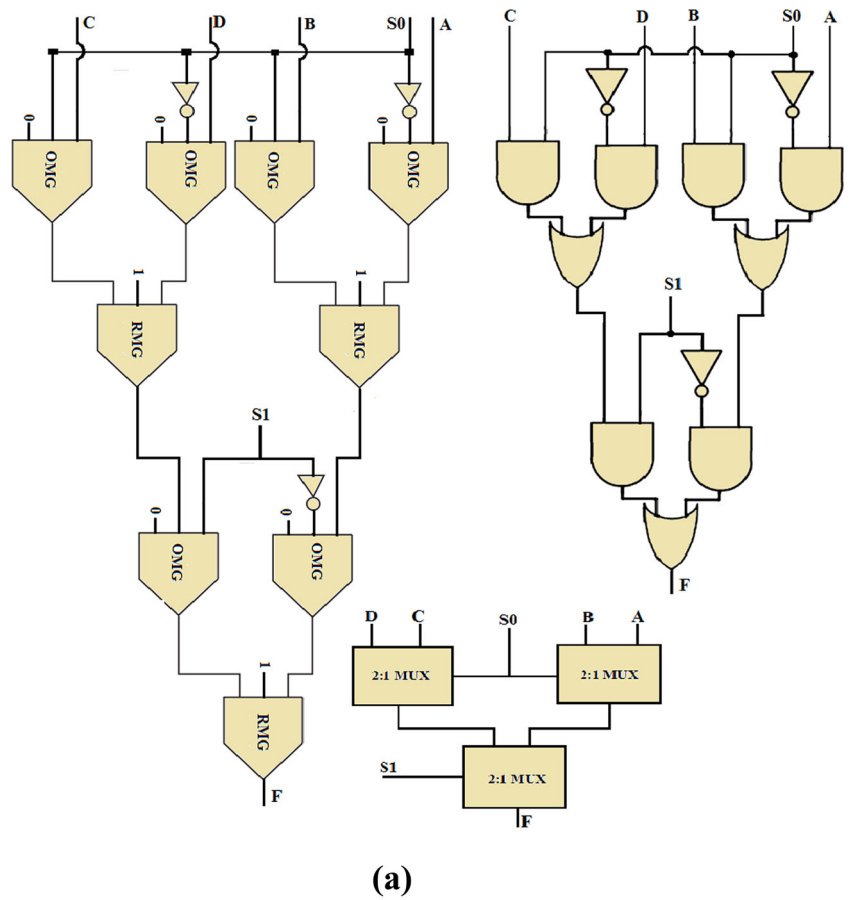 C D B S0 A
0 0 0 0
OMG OMG OMG OMG
1 1
RMG RMG
S1
0 0
OMG OMG
1
RMG
F
C D B S0 A
S1
F
D C S0 B A
2:1 MUX 2:1 MUX
S1 2:1 MUX
F
(a)